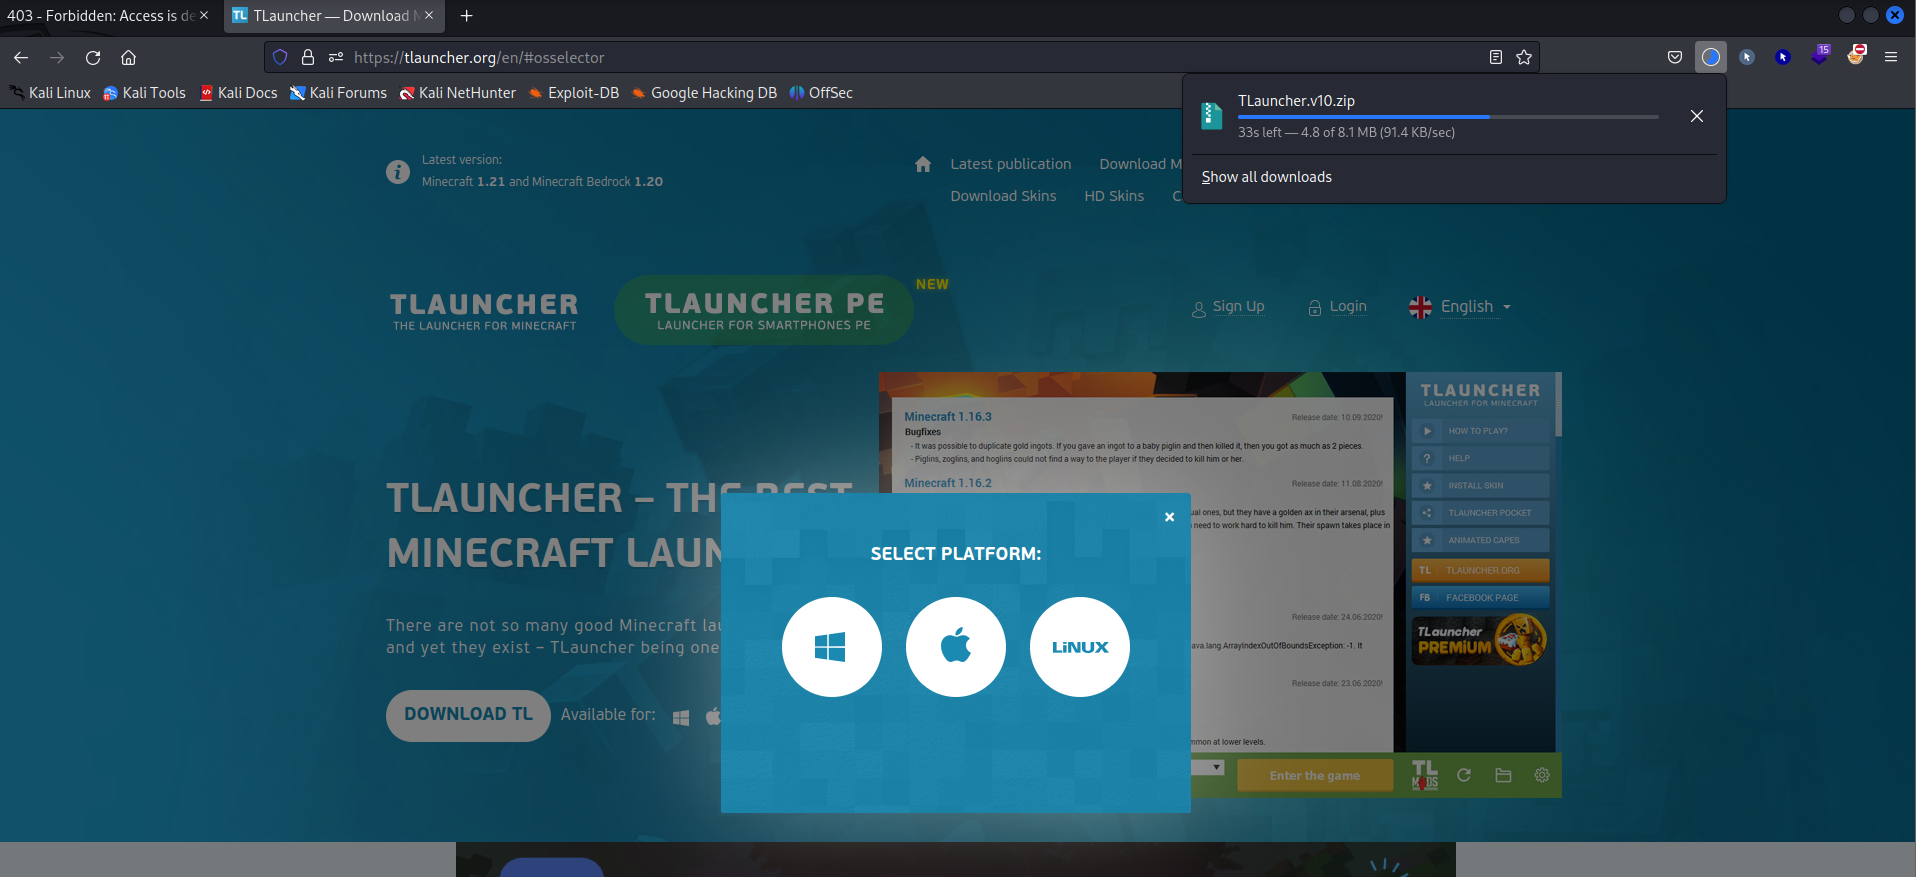 403 - Forbidden: Access is de
TLauncher — Download M
https://tlauncher.org/en/#osselector
15
Kali Linux
Kali Tools
Kali Docs
Kali Forums
Kali NetHunter
Exploit-DB
Google Hacking DB
OffSec
TLauncher.v10.zip
33s left — 4.8 of 8.1 MB (91.4 KB/sec)
Show all downloads
Latest version:
Minecraft 1.21 and Minecraft Bedrock 1.20
Latest publication
Download M
Download Skins
HD Skins
C
TLAUNCHER
THE LAUNCHER FOR MINECRAFT
TLAUNCHER PE
LAUNCHER FOR SMARTPHONES PE
NEW
Sign Up
Login
English
TLAUNCHER – THE BEST
MINECRAFT LAUN
There are not so many good Minecraft lau
and yet they exist – TLauncher being one
DOWNLOAD TL
Available for:
Minecraft 1.16.3
Release date: 10.09.2020!
Bugfixes
- It was possible to duplicate gold ingots. If you gave an ingot to a baby piglin and then killed it, then you got as much as 2 pieces.
- Piglins, zoglins, and hoglins could not find a way to the player if they decided to kill him or her.
Minecraft 1.16.2
Release date: 11.08.2020!
ual ones, but they have a golden ax in their arsenal, plus
need to work hard to kill him. Their spawn takes place in
Release date: 24.06.2020!
ava.lang ArrayIndexOutOfBoundsException: -1. It
Release date: 23.06.2020!
mmon at lower levels.
TLAUNCHER
LAUNCHER FOR MINECRAFT
HOW TO PLAY?
HELP
INSTALL SKIN
TLAUNCHER POCKET
ANIMATED CAPES
TL TLAUNCHER.ORG
FB FACEBOOK PAGE
TLauncher
PREMIUM
Enter the game
TL
MODS
SELECT PLATFORM:
LiNUX